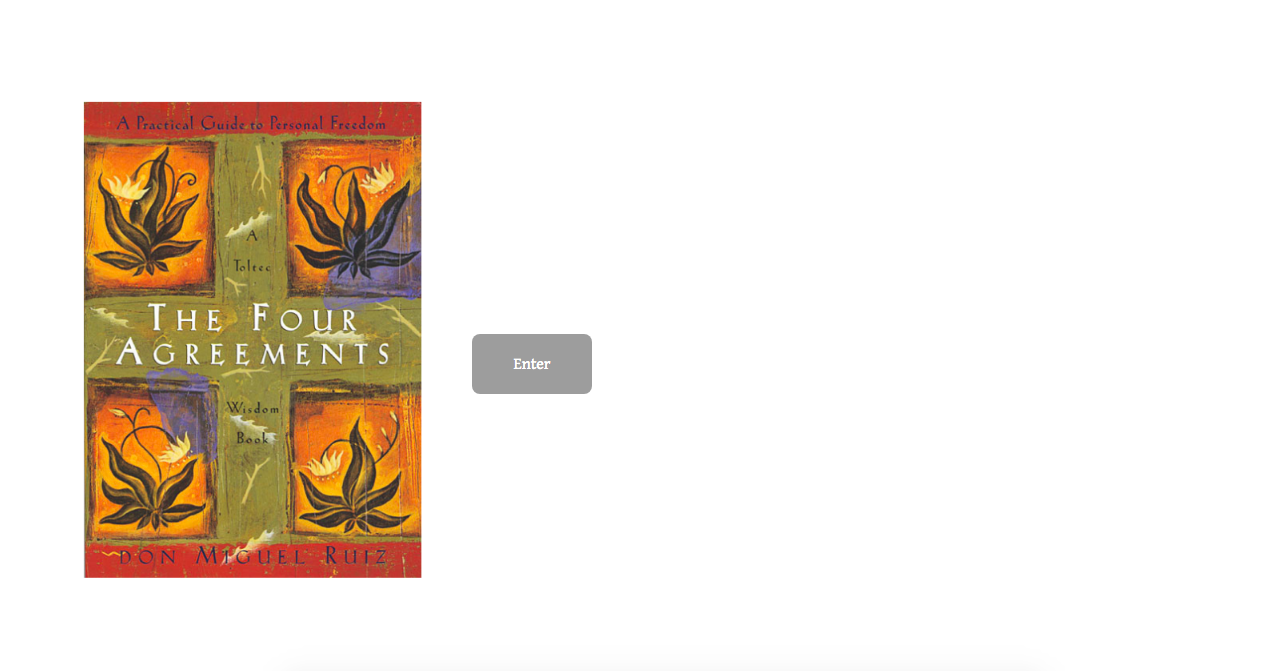 A Practical Guide to Personal Freedom
A
Toltec
The Four
Agreements
Wisdom
Book
Don Miguel Ruiz
Enter